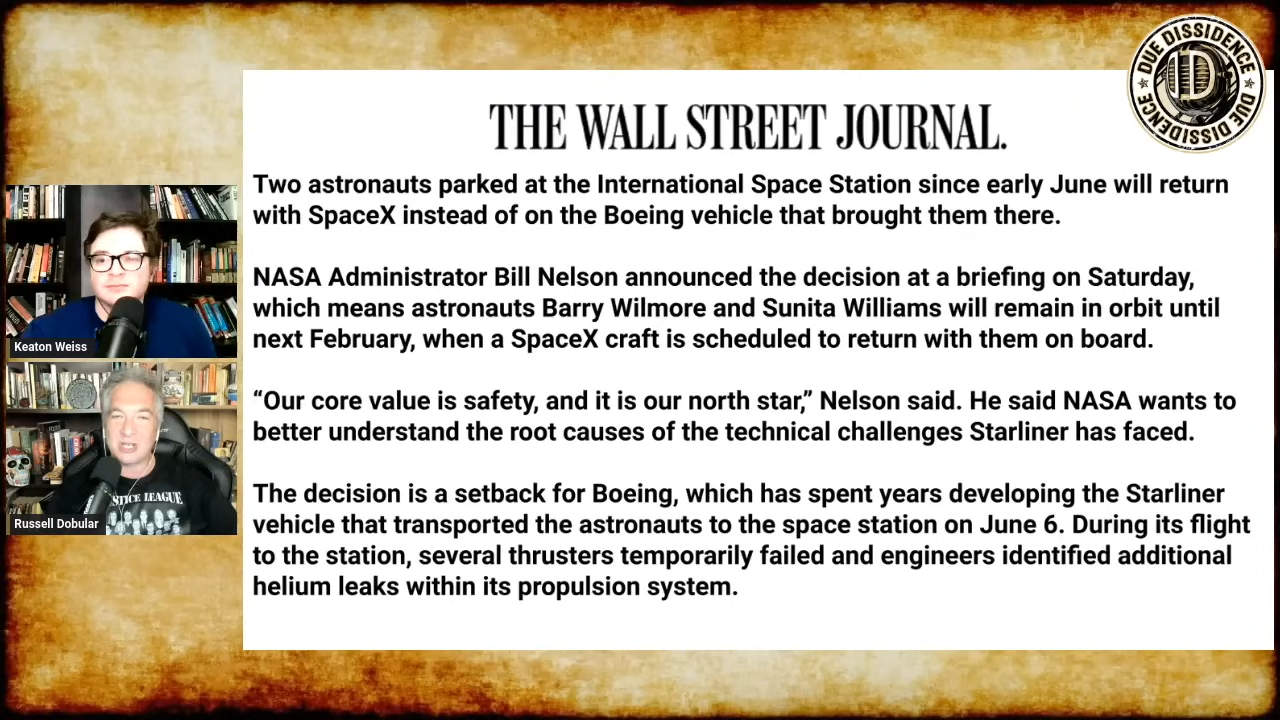 DUE DISSIDENCE
DUE DISSIDENCE
D
THE WALL STREET JOURNAL.
Two astronauts parked at the International Space Station since early June will return
with SpaceX instead of on the Boeing vehicle that brought them there.
NASA Administrator Bill Nelson announced the decision at a briefing on Saturday,
which means astronauts Barry Wilmore and Sunita Williams will remain in orbit until
next February, when a SpaceX craft is scheduled to return with them on board.
“Our core value is safety, and it is our north star,” Nelson said. He said NASA wants to
better understand the root causes of the technical challenges Starliner has faced.
The decision is a setback for Boeing, which has spent years developing the Starliner
vehicle that transported the astronauts to the space station on June 6. During its flight
to the station, several thrusters temporarily failed and engineers identified additional
helium leaks within its propulsion system.
Keaton Weiss
LEAGUE
Russell Dobular